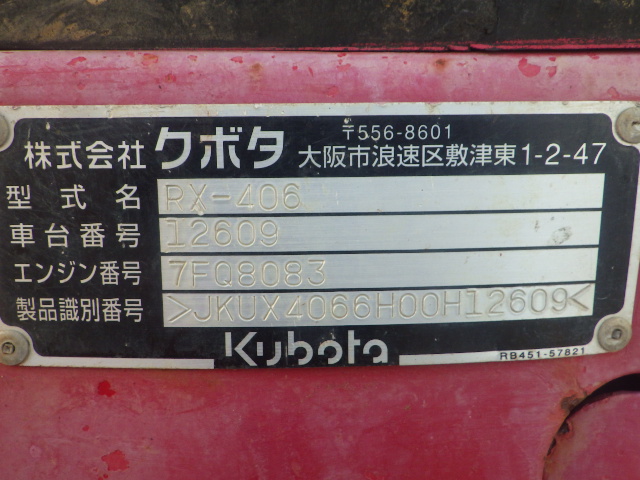 株式会社クボタ 〒556-8601
大阪市浪速区敷津東1-2-47
型式名 RX-406
車台番号 12609
エンジン番号 7FQ8083
製品識別番号 >JKUX4066H00H12609<
Kubota
RB451-57821